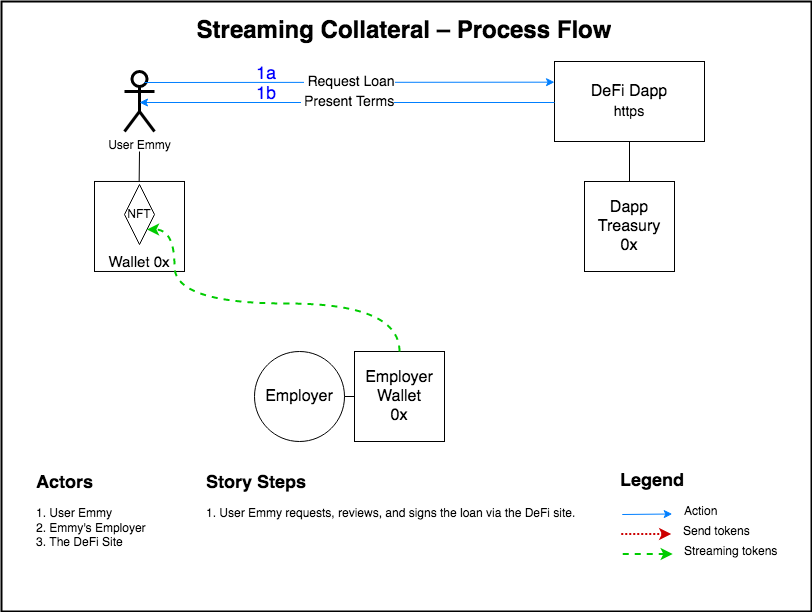 Streaming Collateral – Process Flow
1a
Request Loan
1b
Present Terms
DeFi Dapp
https
User Emmy
NFT
Wallet 0x
Dapp
Treasury
0x
Employer
Employer
Wallet
0x
Actors
1. User Emmy
2. Emmy's Employer
3. The DeFi Site
Story Steps
1. User Emmy requests, reviews, and signs the loan via the DeFi site.
Legend
Action
Send tokens
Streaming tokens